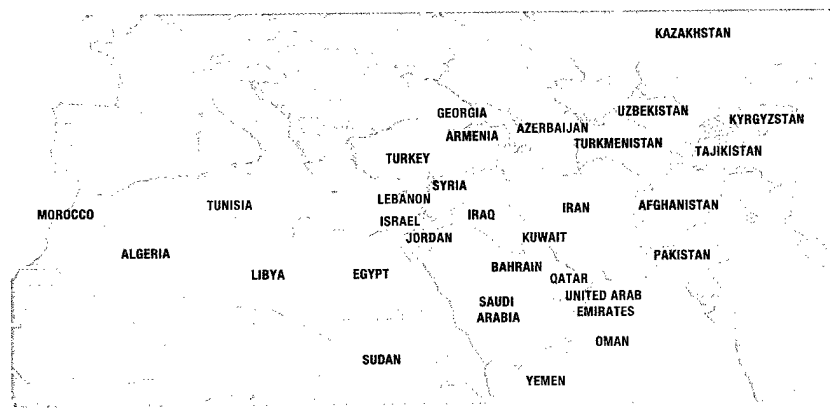 KAZAKHSTAN
UZBEKISTAN
GEORGIA
KYRGYZSTAN
AZERBAIJAN
ARMENIA
TURKMENISTAN
TAJIKISTAN
TURKEY
SYRIA
LEBANON
TUNISIA
IRAN
AFGHANISTAN
MOROCCO
IRAQ
ISRAEL
JORDAN
KUWAIT
ALGERIA
PAKISTAN
BAHRAIN
LIBYA
EGYPT
QATAR
UNITED ARAB
EMIRATES
SAUDI
ARABIA
OMAN
SUDAN
YEMEN